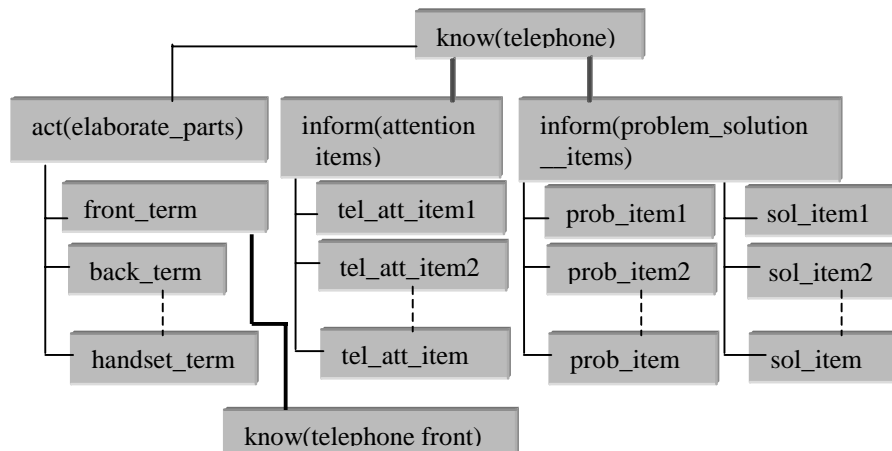 know(telephone)
act(elaborate_parts)
inform(attention
items)
inform(problem_solution
__items)
front_term
back_term
handset_term
tel_att_item1
tel_att_item2
tel_att_item
prob_item1
prob_item2
prob_item
sol_item1
sol_item2
sol_item
know(telephone front)